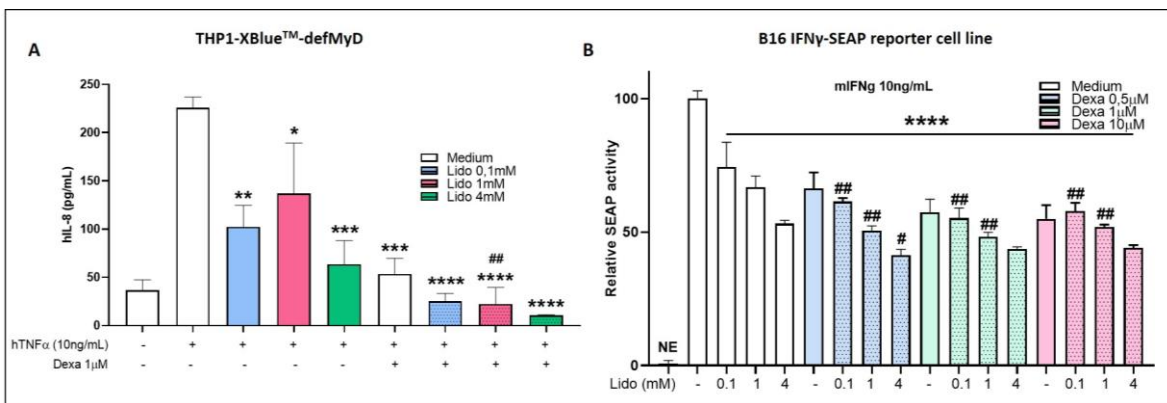 A
THP1-XBlue™-defMyD
hIL-8 (pg/mL)
250
200
150
100
50
0
**
*
***
***
****
##
****
****
Medium
Lido 0,1mM
Lido 1mM
Lido 4mM
hTNFα (10ng/mL) - + + + + + + + +
Dexa 1μM - - - - - + + + +
B
B16 IFNγ-SEAP reporter cell line
mIFNg 10ng/mL
Medium
Dexa 0,5μM
Dexa 1μM
Dexa 10μM
****
Relative SEAP activity
100
50
0
NE
##
##
#
##
##
##
##
Lido (mM) - 0.1 1 4 - 0.1 1 4 - 0.1 1 4 - 0.1 1 4